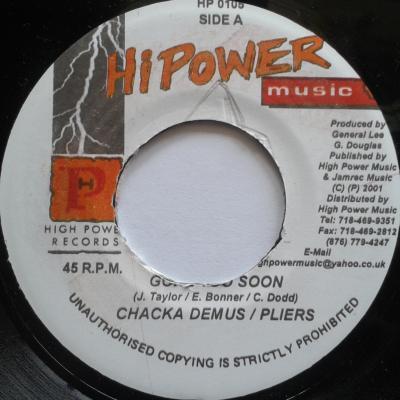 HP 0105
SIDE A
HiPOWER
music
Produced by
General Lee
G. Douglas
Published by
High Power Music
& Jamrec Music
(C) (P) 2001
Distributed by
High Power Music
Tel: 718-469-9351
Fax: 718-469-2812
(876) 779-4247
E-Mail
ghpowermusic@yahoo.co.uk
HP
HIGH POWER
RECORDS
45 R.P.M.
SOON
(J. Taylor / E. Bonner / C. Dodd)
CHACKA DEMUS / PLIERS
UNAUTHORISED COPYING IS STRICTLY PROHIBITED